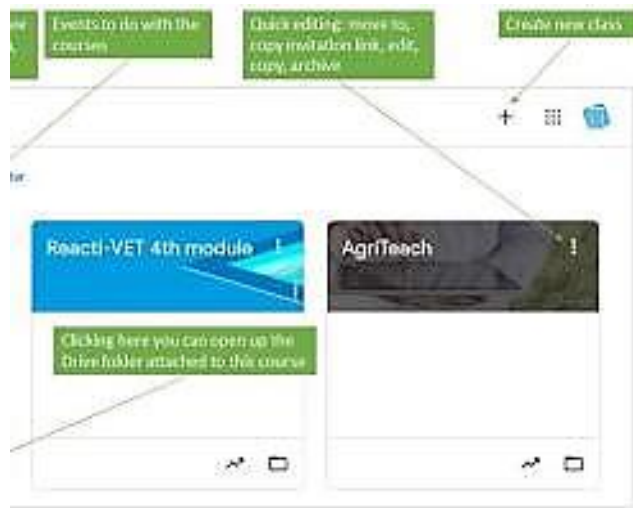 Events to do with the
courses
Quick editing: move to,
copy invitation link, edit,
copy, archive
Create new class
Reacti-VET 4th module
AgriTeach
Clicking here you can open up the
Drive folder attached to this course